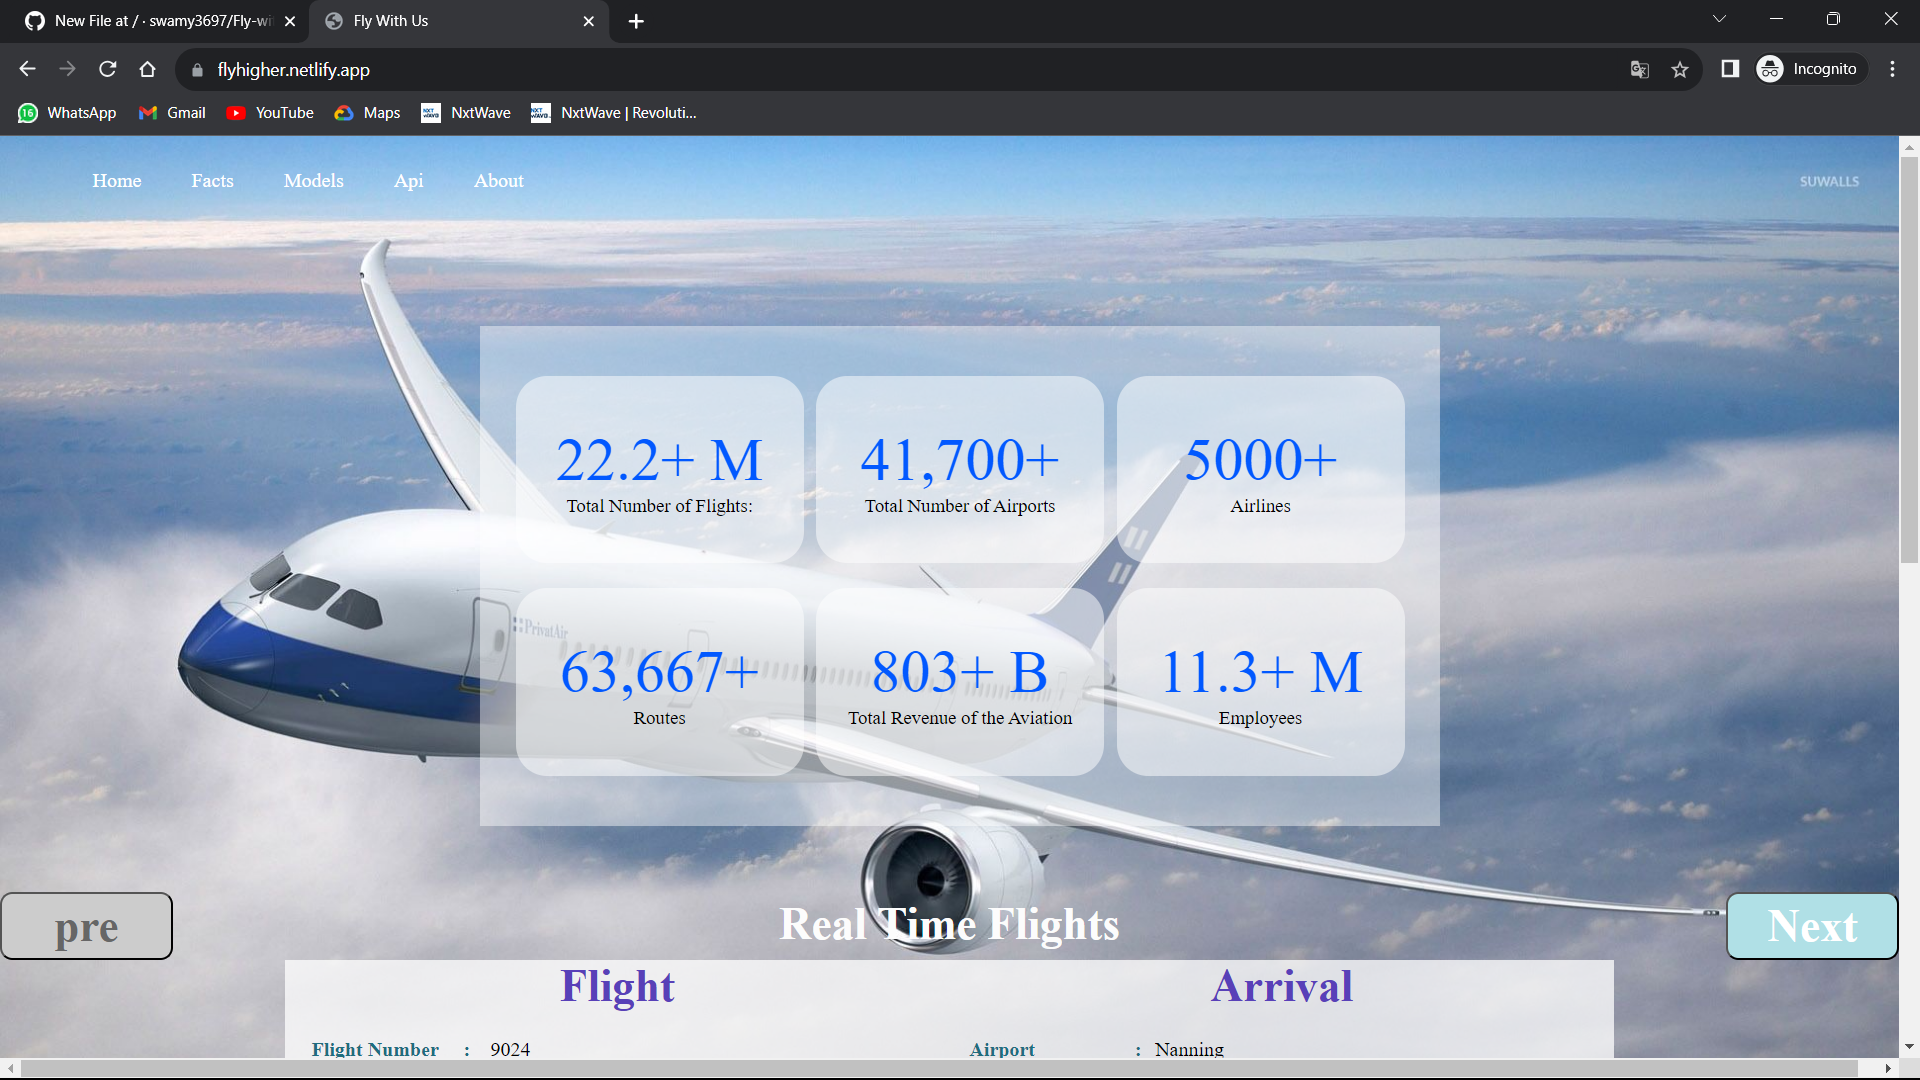 New File at / · swamy3697/Fly-wi
Fly With Us
flyhigher.netlify.app
Incognito
16
WhatsApp
Gmail
YouTube
Maps
NxtWave
NxtWave | Revoluti...
Home
Facts
Models
Api
About
SUWALLS
22.2+ M
Total Number of Flights:
41,700+
Total Number of Airports
5000+
Airlines
PrivatAir
63,667+
Routes
803+ B
Total Revenue of the Aviation
11.3+ M
Employees
pre
Real Time Flights
Next
Flight
Arrival
Flight Number : 9024
Airport : Nanning